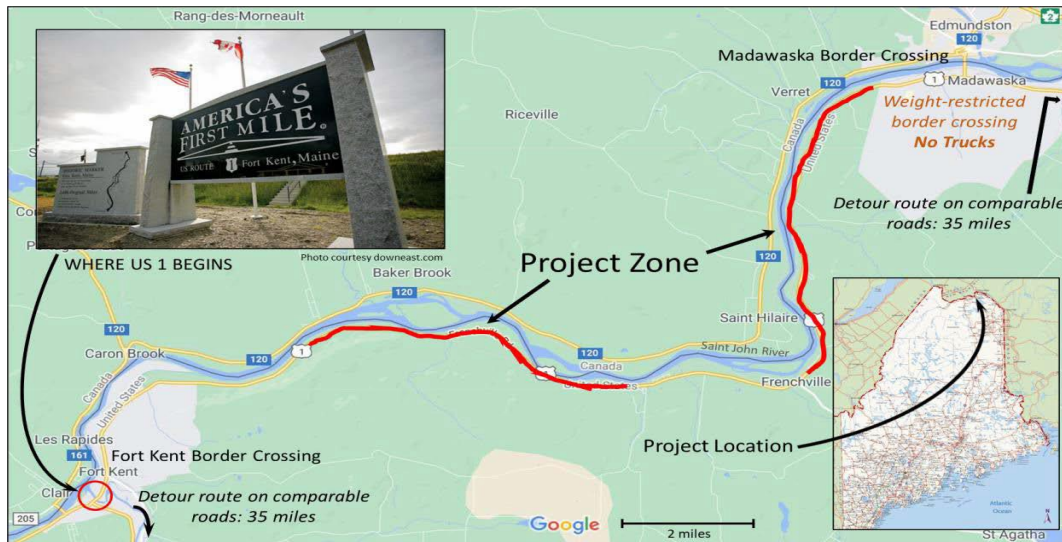 Rang-des-Morneault
Edmundston
2
120
120
Madawaska Border Crossing
120
1
Madawaska
Verret
Canada
United States
Weight-restricted
border crossing
No Trucks
Detour route on comparable
roads: 35 miles
Riceville
AMERICA'S
FIRST MILE
US ROUTE 1 Fort Kent, Maine
Photo courtesy downeast.com
WHERE US 1 BEGINS
Baker Brook
120
Project Zone
120
Saint Hilaire
1
Saint John River
Frenchville
120
Caron Brook
120
1
Canada
United States
1
Canada
United States
Les Rapides
161
Fort Kent Border Crossing
Fort Kent
Clair
205
Detour route on comparable
roads: 35 miles
Google
2 miles
Project Location
Atlantic
Ocean
N
St Agatha